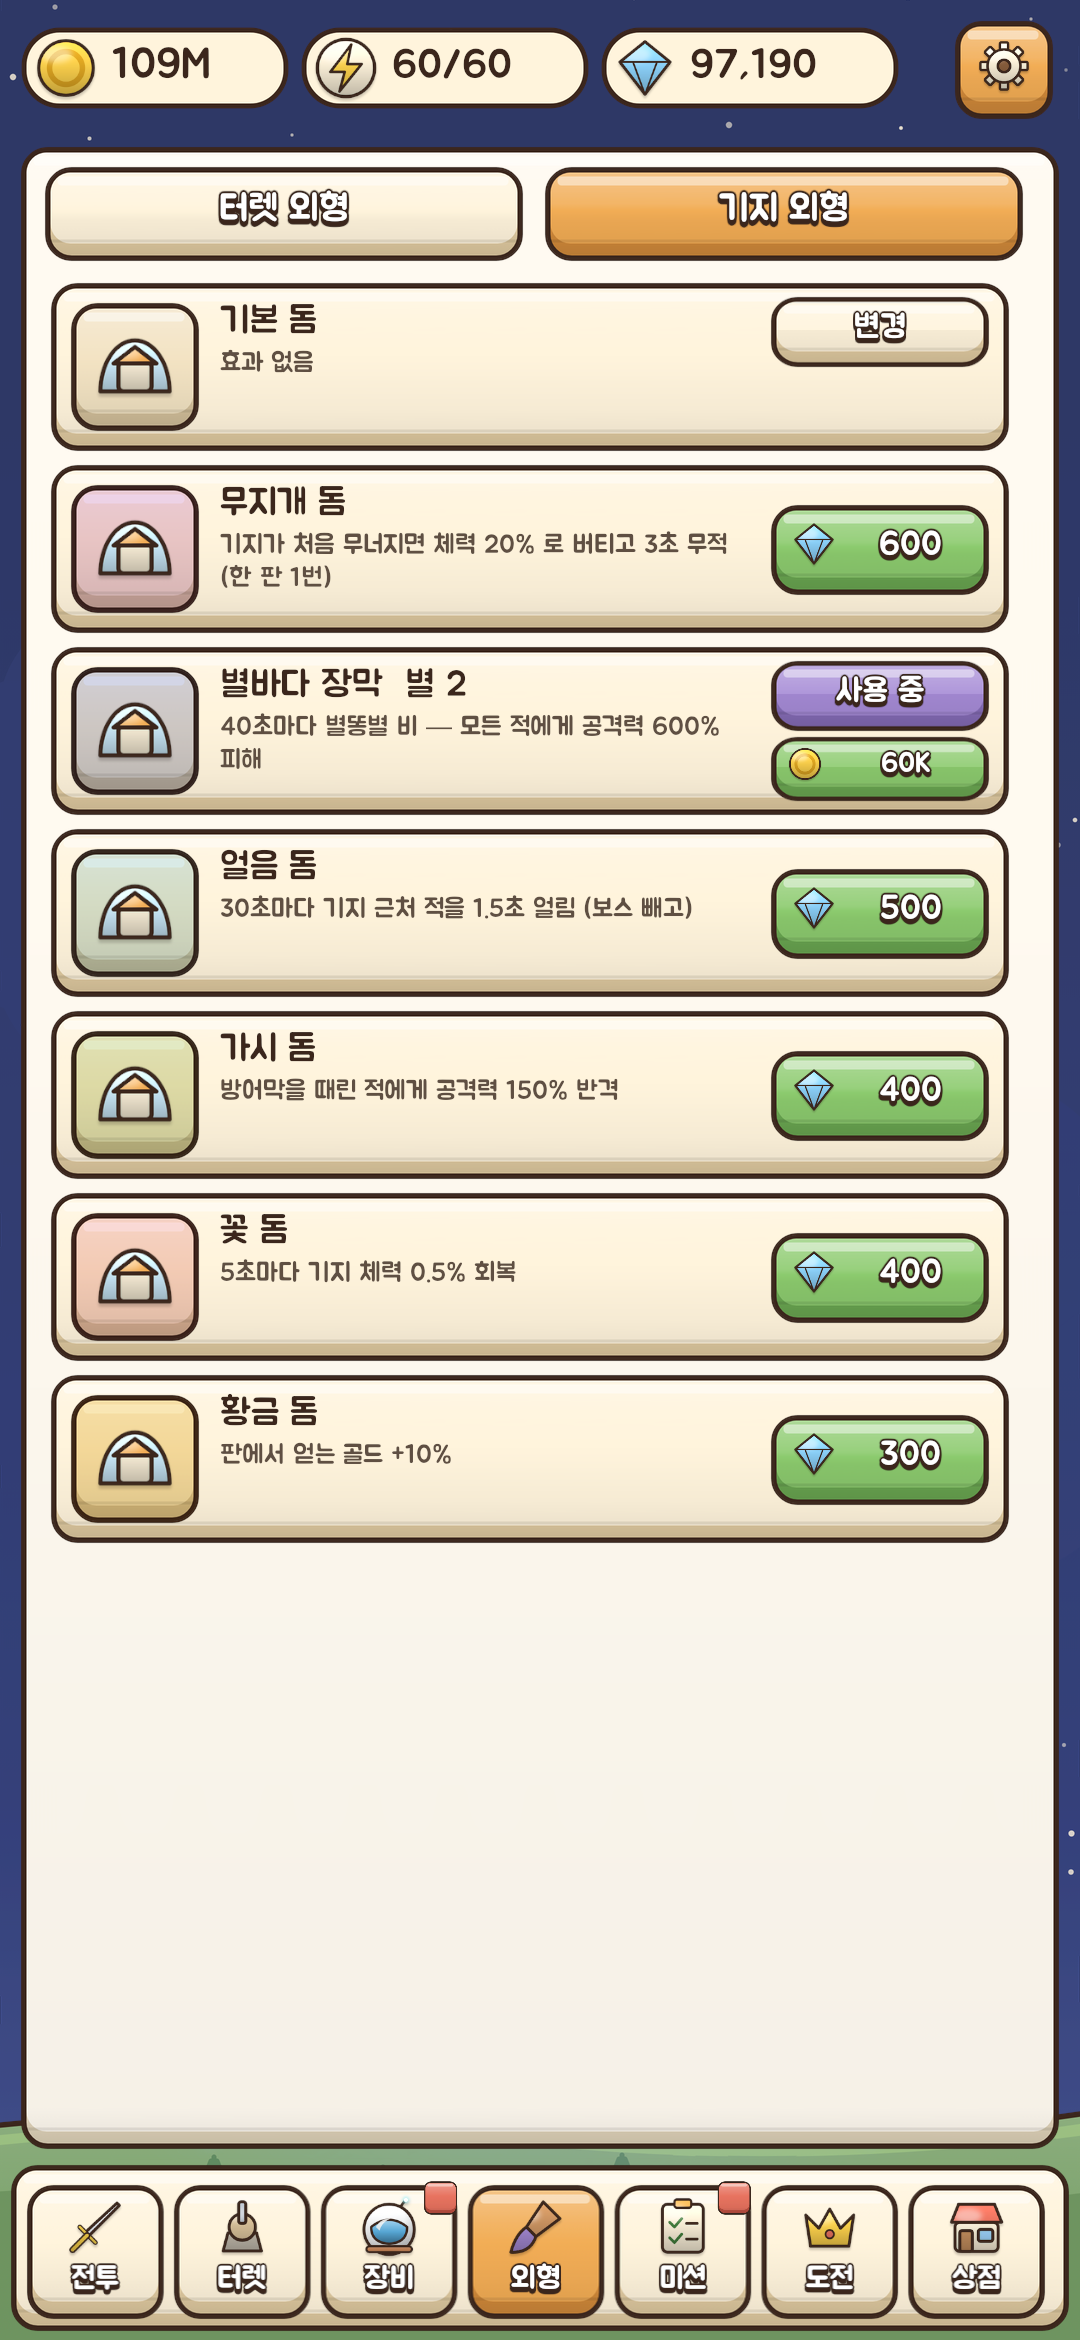 109M
60/60
97,190
터렛 외형
기지 외형
기본 돔
변경
효과 없음
무지개 돔
기지가 처음 무너지면 체력 20% 로 버티고 3초 무적
(한 판 1번)
600
별바다 장막 별 2
사용 중
40초마다 별똥별 비 — 모든 적에게 공격력 600%
피해
60K
얼음 돔
30초마다 기지 근처 적을 1.5초 얼림 (보스 빼고)
500
가시 돔
방어막을 때린 적에게 공격력 150% 반격
400
꽃 돔
5초마다 기지 체력 0.5% 회복
400
황금 돔
판에서 얻는 골드 +10%
300
전투
터렛
장비
외형
미션
도전
상점